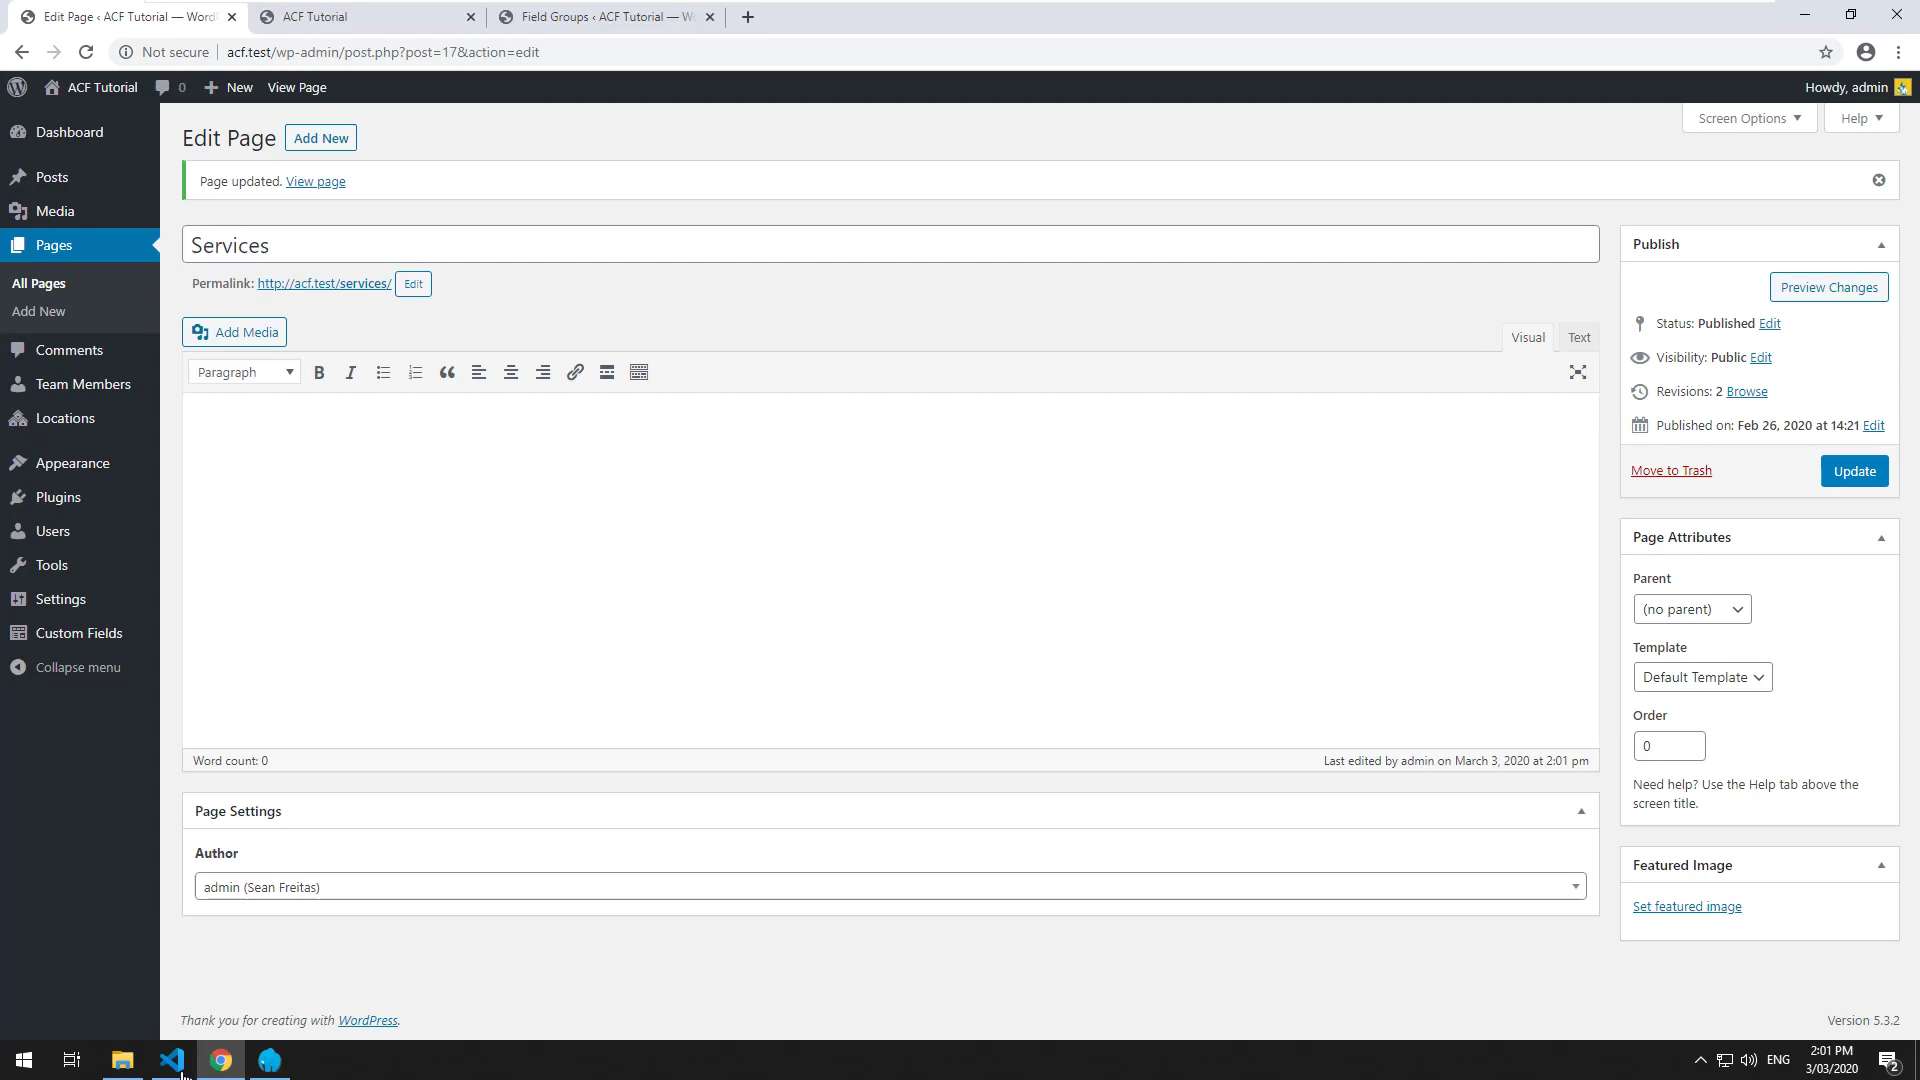 Edit Page ‹ ACF Tutorial — Word
ACF Tutorial
Field Groups ‹ ACF Tutorial — W
Not secure
acf.test/wp-admin/post.php?post=17&action=edit
ACF Tutorial
0
New
View Page
Howdy, admin
Screen Options
Help
Dashboard
Posts
Media
Pages
All Pages
Add New
Comments
Team Members
Locations
Appearance
Plugins
Users
Tools
Settings
Custom Fields
Collapse menu
Edit Page
Add New
Page updated. View page
Services
Permalink: http://acf.test/services/ Edit
Add Media
Visual
Text
Paragraph
Word count: 0
Last edited by admin on March 3, 2020 at 2:01 pm
Page Settings
Author
admin (Sean Freitas)
Publish
Preview Changes
Status: Published Edit
Visibility: Public Edit
Revisions: 2 Browse
Published on: Feb 26, 2020 at 14:21 Edit
Move to Trash
Update
Page Attributes
Parent
(no parent)
Template
Default Template
Order
0
Need help? Use the Help tab above the
screen title.
Featured Image
Set featured image
Thank you for creating with WordPress.
Version 5.3.2
ENG
2:01 PM
3/03/2020
2